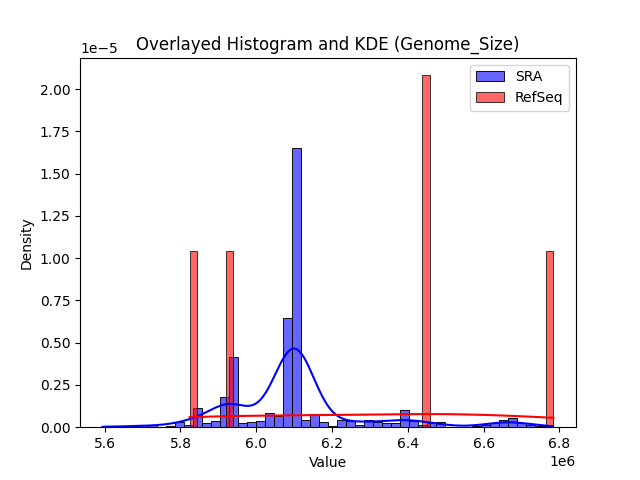 Overlayed Histogram and KDE (Genome_Size)
1e−5
SRA
RefSeq
2.00
1.75
1.50
1.25
1.00
0.75
0.50
0.25
0.00
Density
5.6 5.8 6.0 6.2 6.4 6.6 6.8
Value
1e6